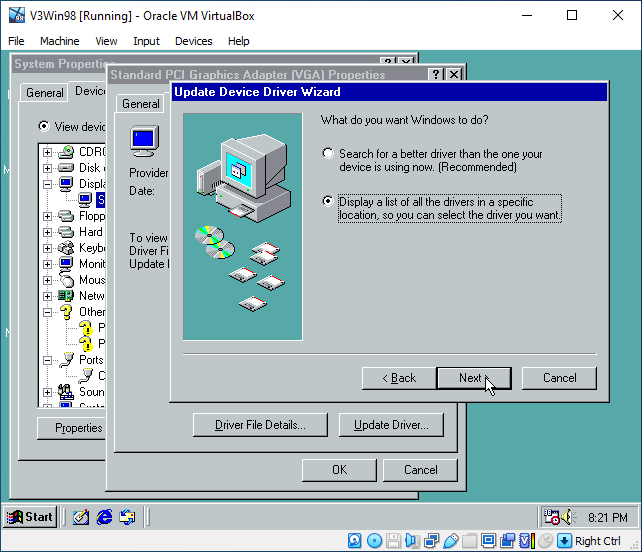 V3Win98 [Running] - Oracle VM VirtualBox
File Machine View Input Devices Help
System Properties
Standard PCI Graphics Adapter (VGA) Properties
Update Device Driver Wizard
General
Devic
General
View devic
CDRO
Disk d
Displa
S
Flopp
Hard
Keybo
Monit
Mous
Netw
Other
P
P
Ports
C
Soun
Syste
Properties
Provider
Date:
To view
Driver Fi
Update
What do you want Windows to do?
Search for a better driver than the one your
device is using now. (Recommended)
Display a list of all the drivers in a specific
location, so you can select the driver you want.
< Back
Next >
Cancel
Driver File Details...
Update Driver...
OK
Cancel
Start
8:21 PM
Right Ctrl